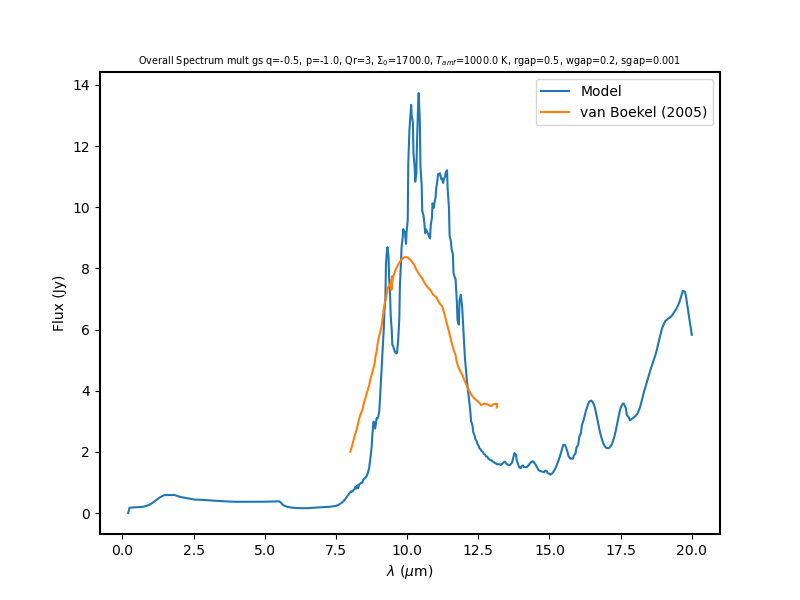 Overall Spectrum mult gs q=-0.5, p=-1.0, Qr=3, Σ₀=1700.0, T_amf=1000.0 K, rgap=0.5, wgap=0.2, sgap=0.001
Model
van Boekel (2005)
14
12
10
8
6
4
2
0
Flux (Jy)
0.0 2.5 5.0 7.5 10.0 12.5 15.0 17.5 20.0
λ (μm)